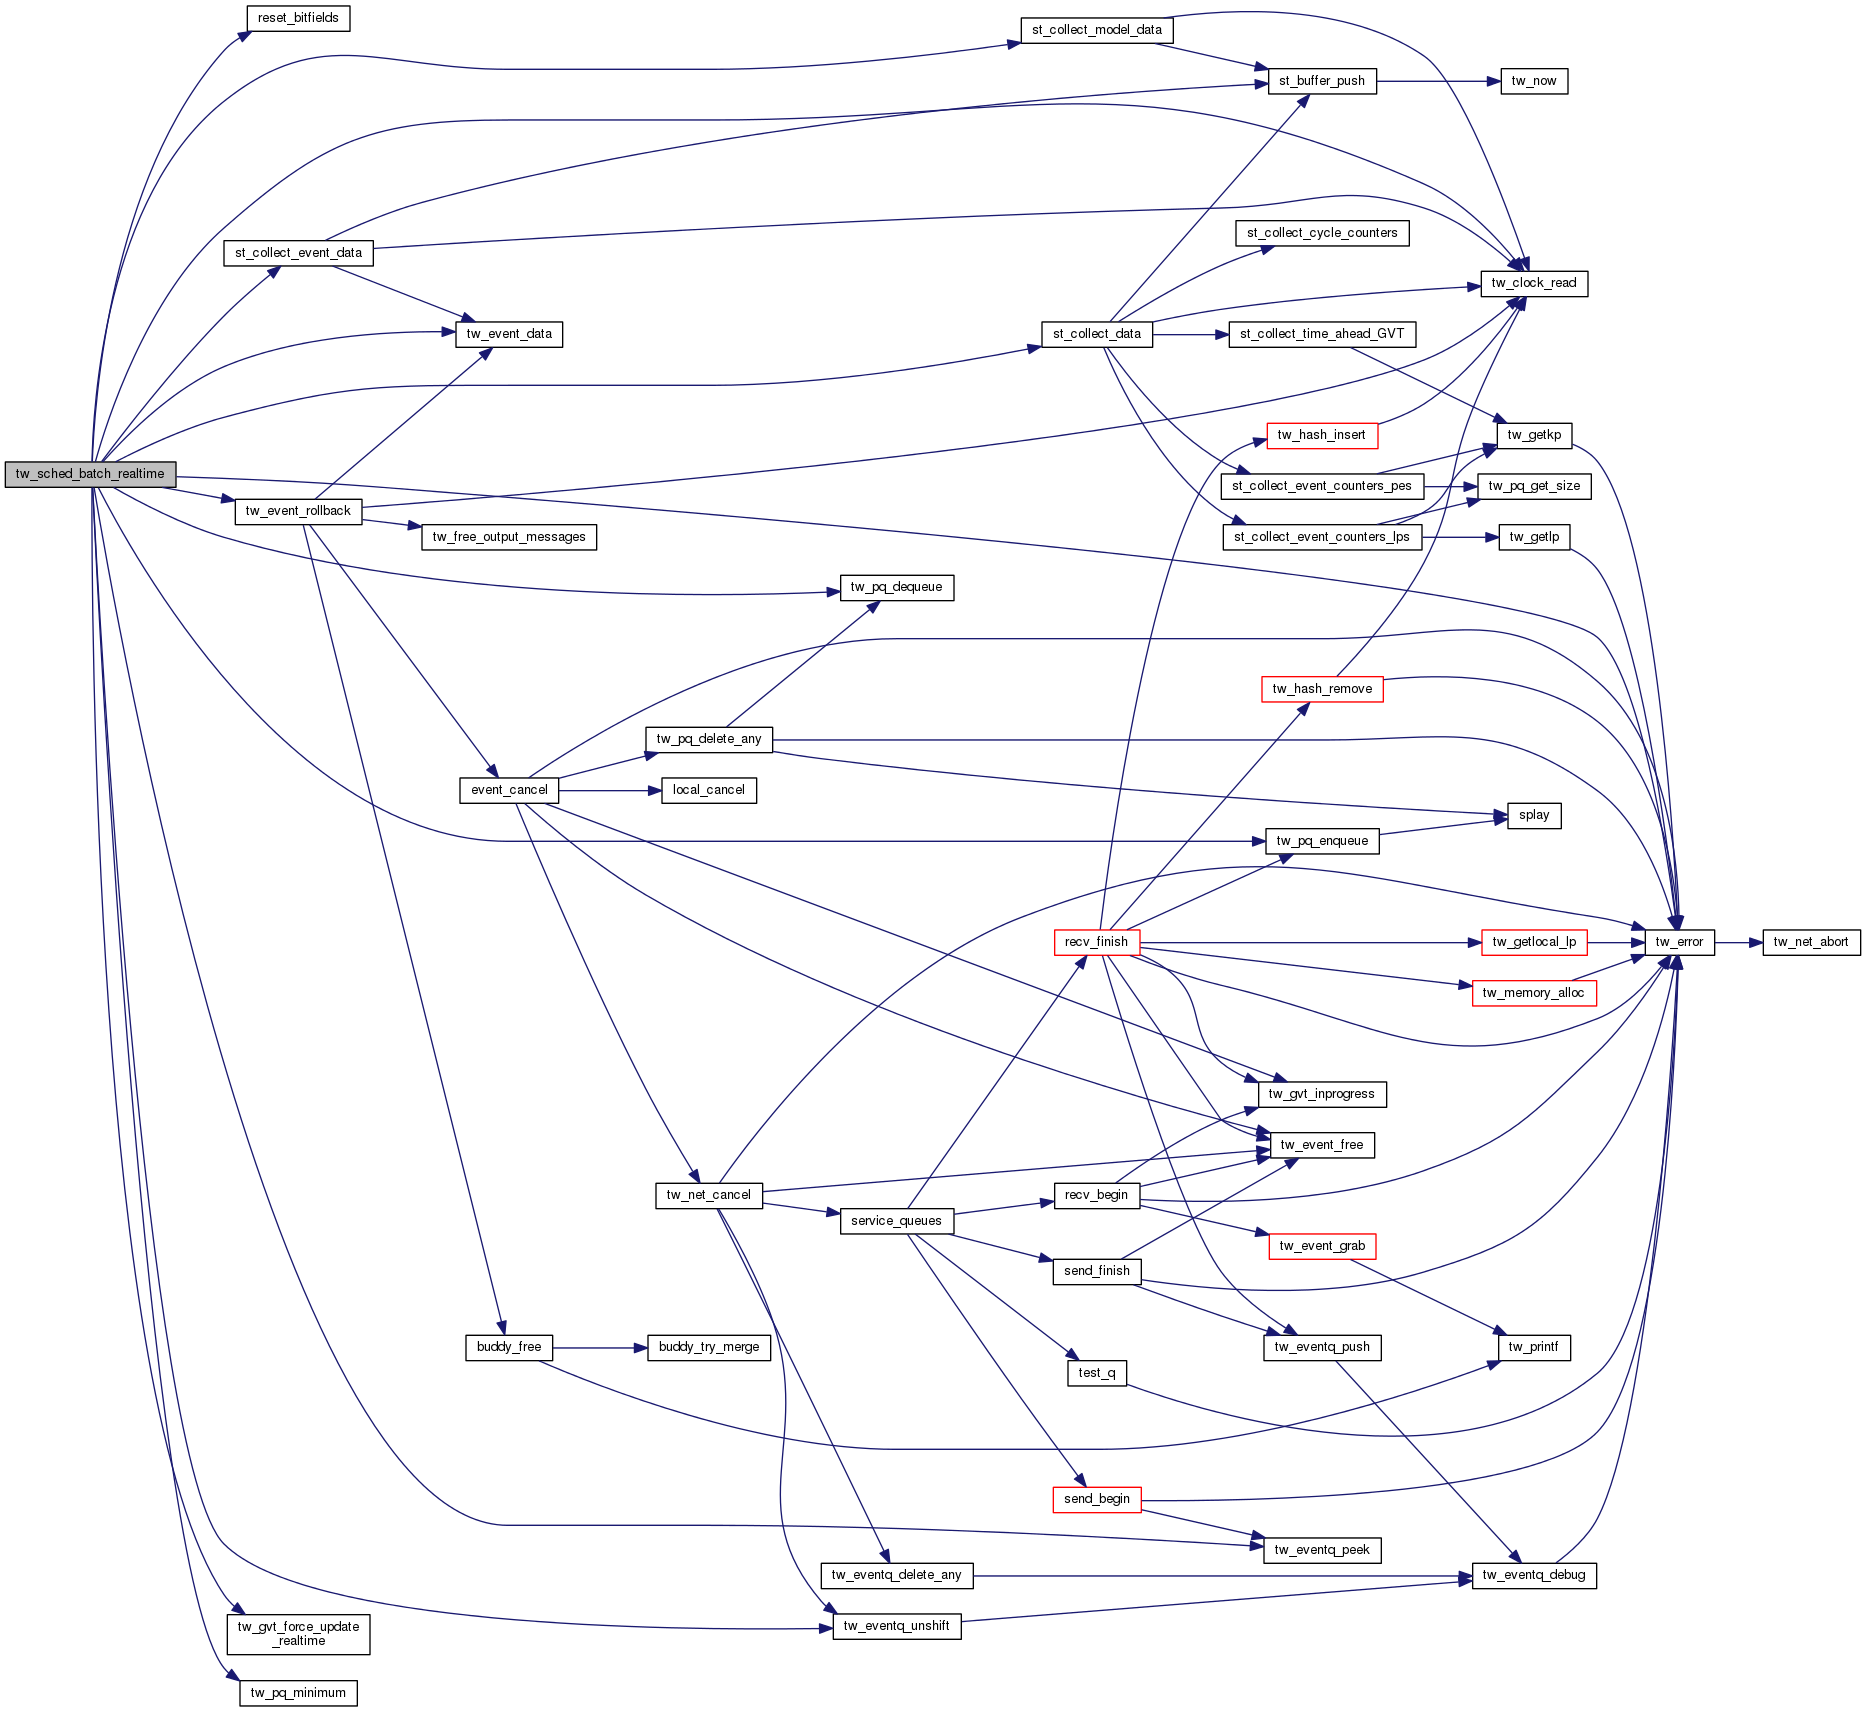 reset_bitfields
st_collect_model_data
st_buffer_push
tw_now
st_collect_cycle_counters
st_collect_event_data
tw_clock_read
tw_event_data
st_collect_data
st_collect_time_ahead_GVT
tw_hash_insert
tw_getkp
tw_sched_batch_realtime
st_collect_event_counters_pes
tw_pq_get_size
tw_event_rollback
tw_free_output_messages
st_collect_event_counters_lps
tw_getlp
tw_pq_dequeue
tw_hash_remove
tw_pq_delete_any
event_cancel
local_cancel
splay
tw_pq_enqueue
recv_finish
tw_getlocal_lp
tw_error
tw_net_abort
tw_memory_alloc
tw_gvt_inprogress
tw_event_free
tw_net_cancel
recv_begin
service_queues
tw_event_grab
send_finish
buddy_free
buddy_try_merge
tw_eventq_push
tw_printf
test_q
send_begin
tw_eventq_peek
tw_eventq_delete_any
tw_eventq_debug
tw_eventq_unshift
tw_gvt_force_update
_realtime
tw_pq_minimum